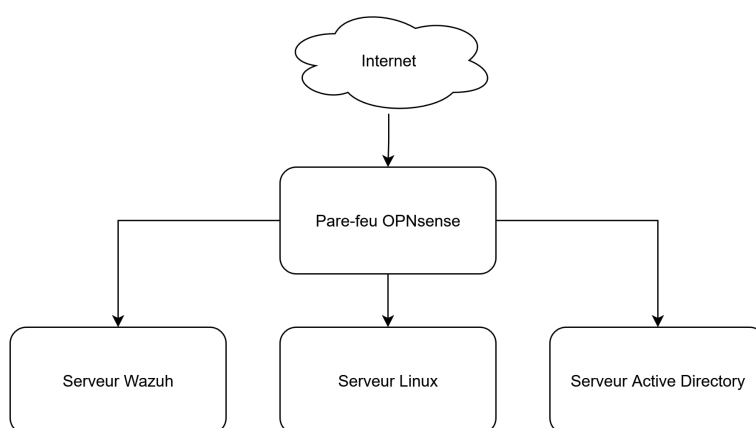 Internet
Pare-feu OPNsense
Serveur Wazuh
Serveur Linux
Serveur Active Directory